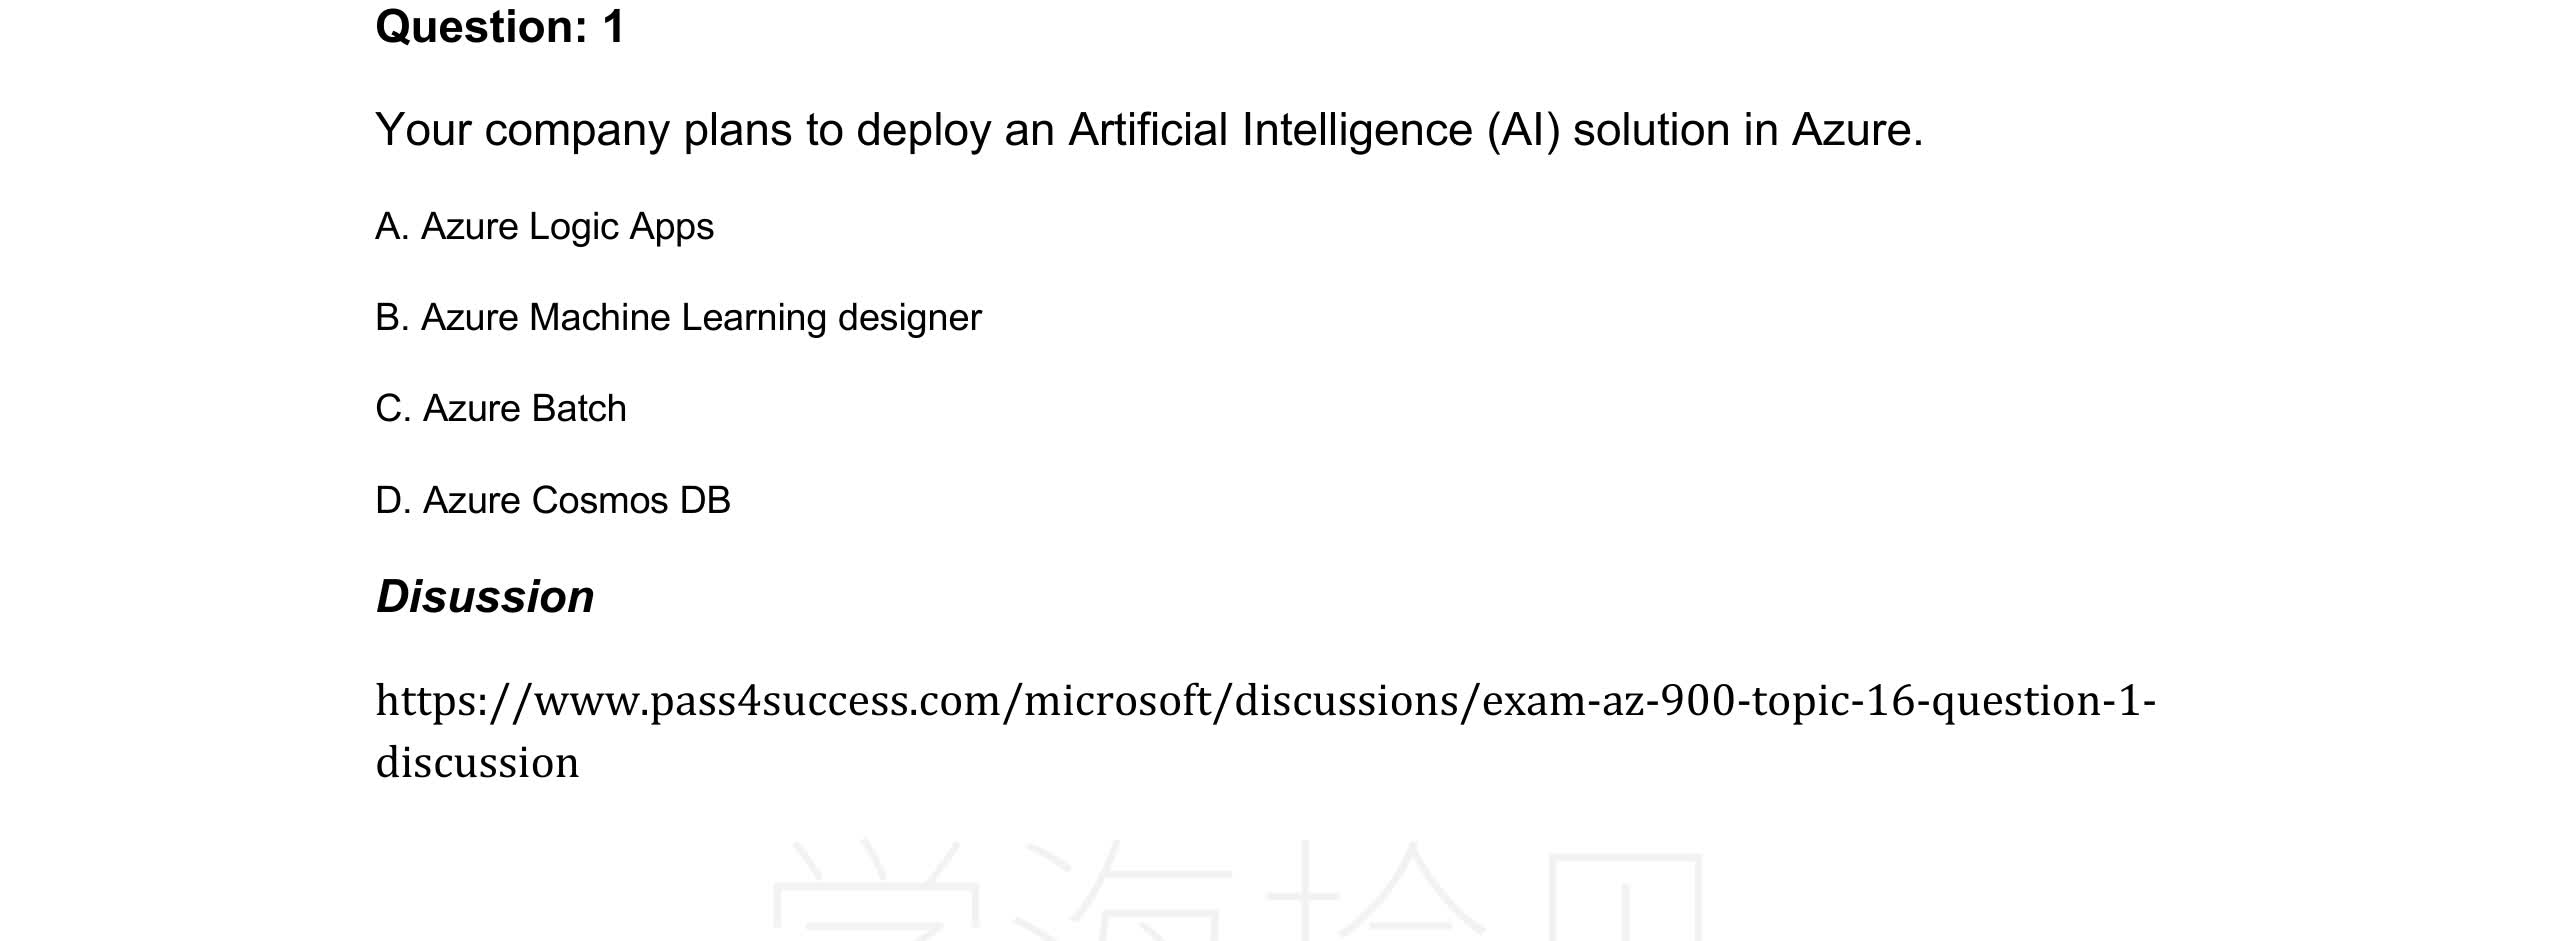 Question: 1
Your company plans to deploy an Artificial Intelligence (AI) solution in Azure.
A. Azure Logic Apps
B. Azure Machine Learning designer
C. Azure Batch
D. Azure Cosmos DB
Disussion
https://www.pass4success.com/microsoft/discussions/exam-az-900-topic-16-question-1-
discussion